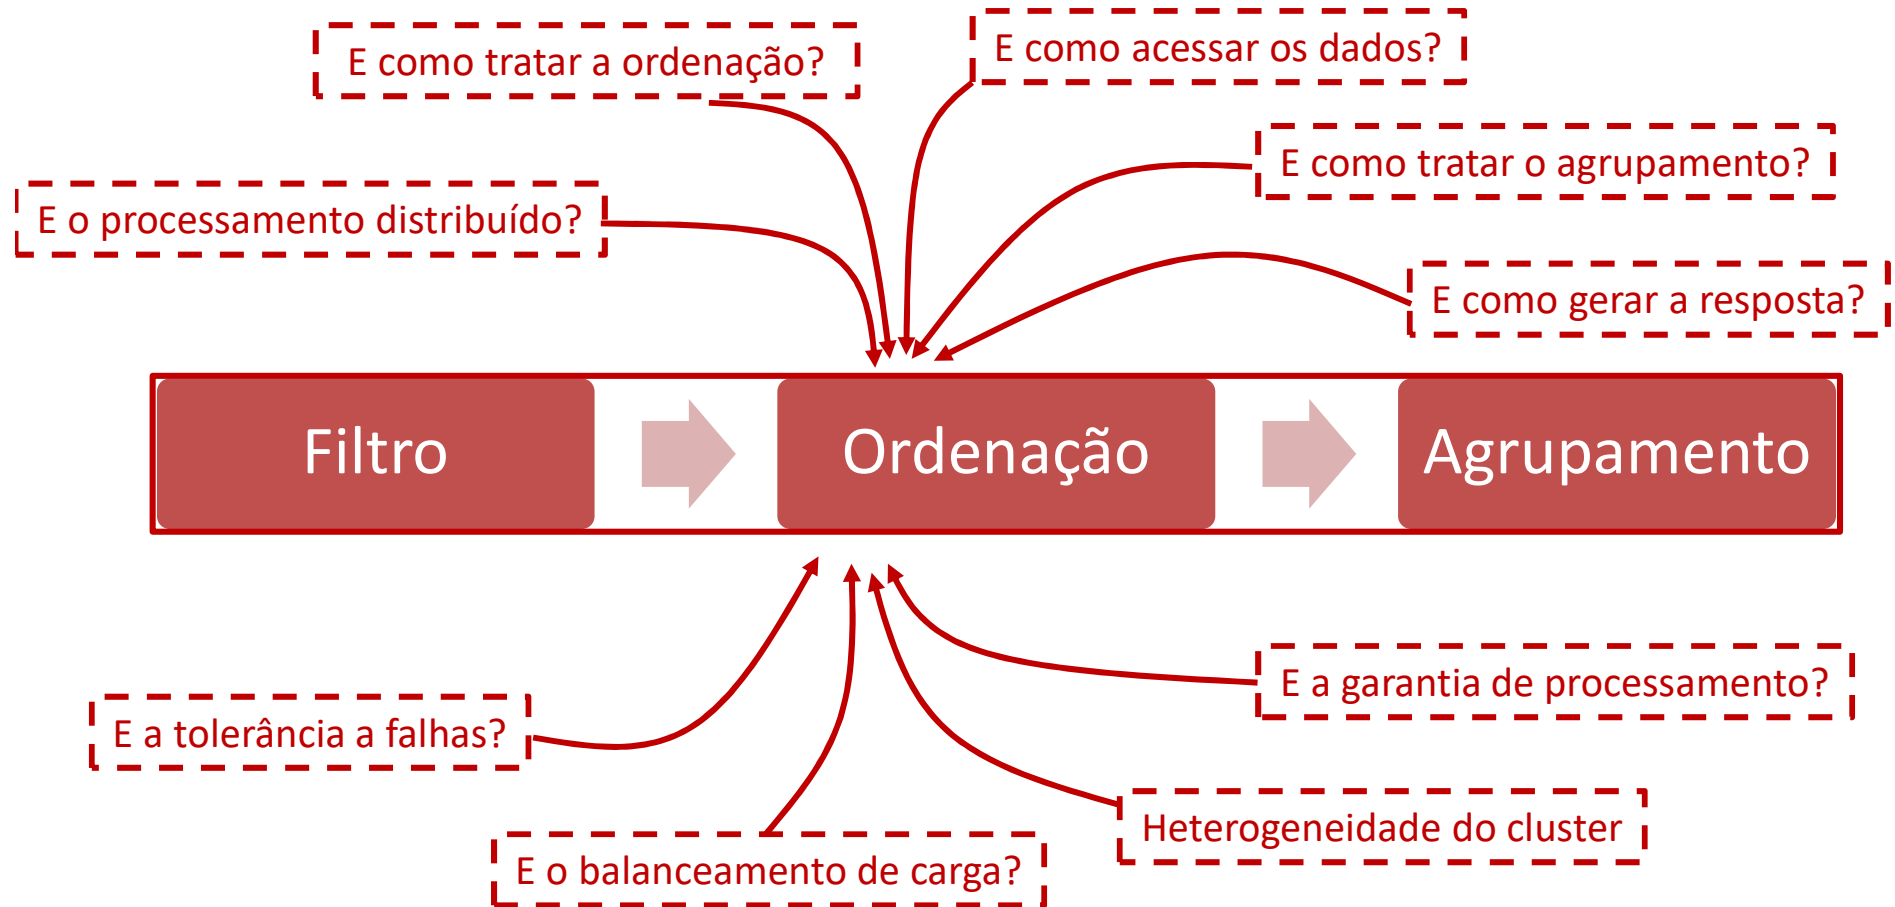 E como tratar a ordenação?
E como acessar os dados?
E como tratar o agrupamento?
E o processamento distribuído?
E como gerar a resposta?
Filtro
Ordenação
Agrupamento
E a garantia de processamento?
E a tolerância a falhas?
Heterogeneidade do cluster
E o balanceamento de carga?